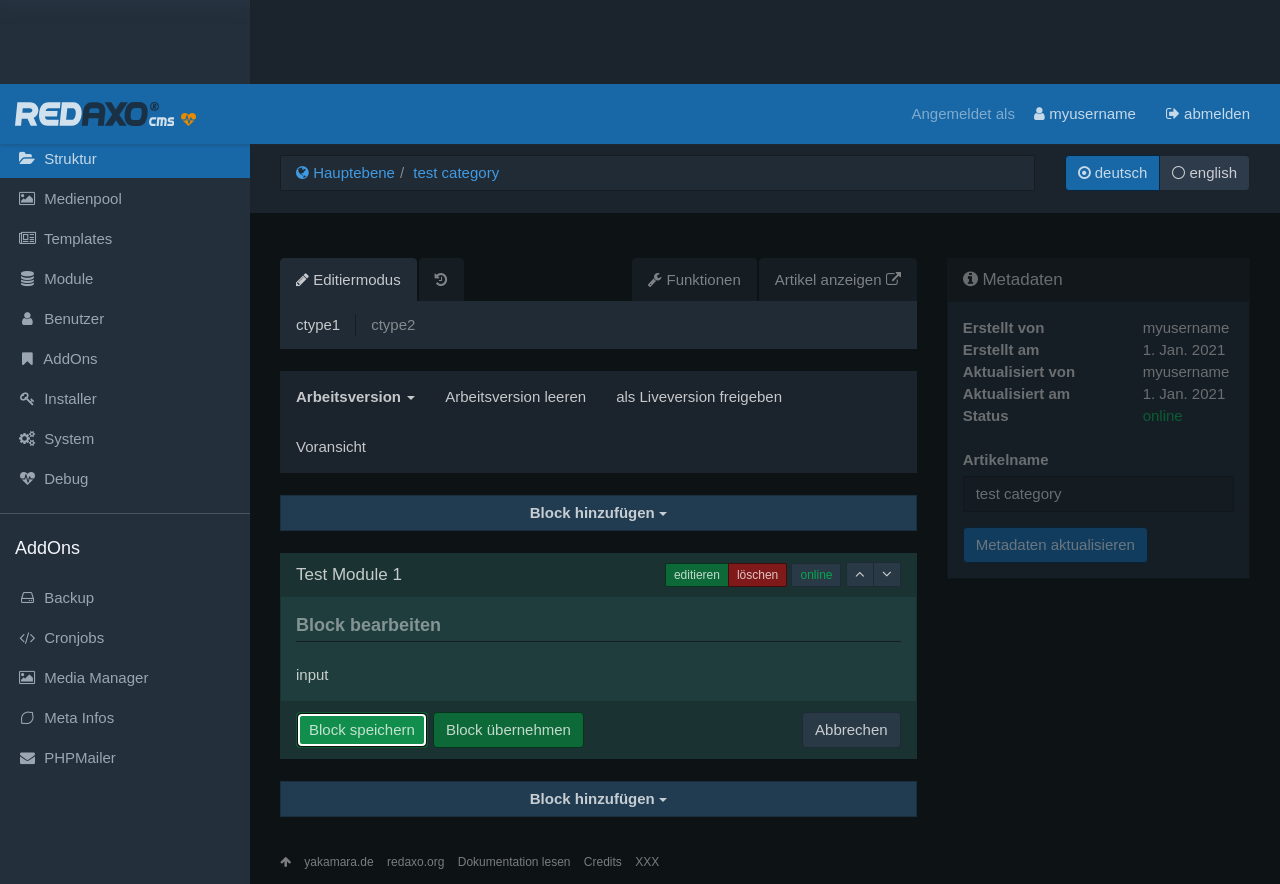 REDAXO® cms
Angemeldet als myusername abmelden
Struktur
Medienpool
Templates
Module
Benutzer
AddOns
Installer
System
Debug
AddOns
Backup
Cronjobs
Media Manager
Meta Infos
PHPMailer
Hauptebene / test category
deutsch english
Editiermodus Funktionen Artikel anzeigen
ctype1 ctype2
Arbeitsversion Arbeitsversion leeren als Liveversion freigeben
Voransicht
Block hinzufügen
Test Module 1 editieren löschen online
Block bearbeiten
input
Block speichern Block übernehmen Abbrechen
Block hinzufügen
Metadaten
Erstellt von myusername
Erstellt am 1. Jan. 2021
Aktualisiert von myusername
Aktualisiert am 1. Jan. 2021
Status online
Artikelname
test category
Metadaten aktualisieren
yakamara.de redaxo.org Dokumentation lesen Credits XXX